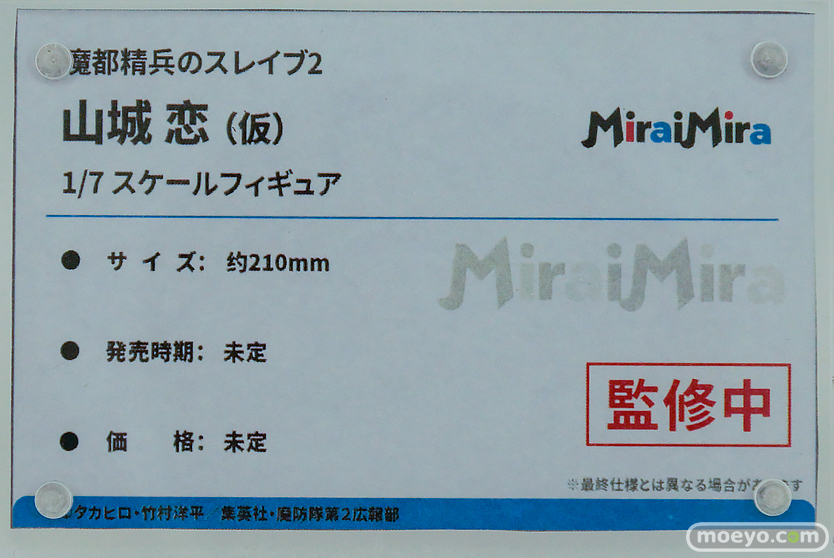 魔都精兵のスレイブ2
山城 恋（仮）
MiraiMira
1/7 スケールフィギュア
● サイズ： 约210mm
MiraiMira
● 発売時期： 未定
監修中
● 価格： 未定
※最終仕様とは異なる場合があります
©タカヒロ・竹村洋平／集英社・魔防隊第2広報部
moeyo.com